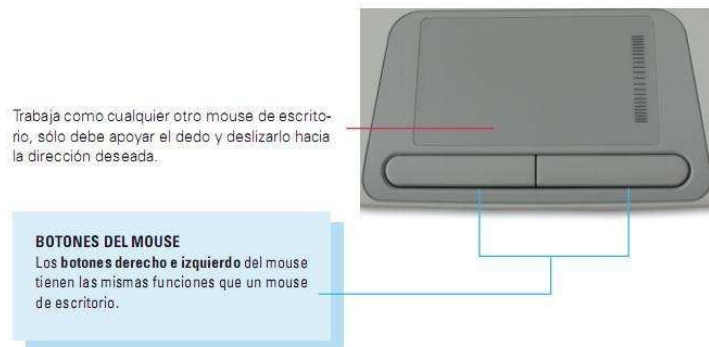 Trabaja como cualquier otro mouse de escrito-
rio, sólo debe apoyar el dedo y deslizarlo hacia
la dirección deseada.
BOTONES DEL MOUSE
Los botones derecho e izquierdo del mouse
tienen las mismas funciones que un mouse
de escritorio.